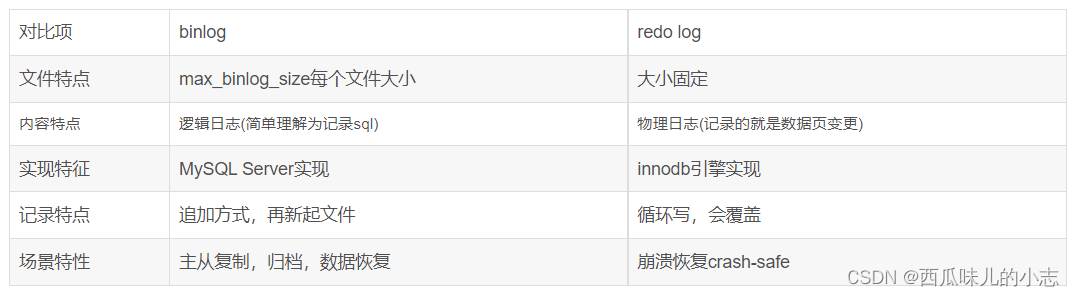 对比项 binlog redo log
文件特点 max_binlog_size每个文件大小 大小固定
内容特点 逻辑日志(简单理解为记录sql) 物理日志(记录的就是数据页变更)
实现特征 MySQL Server实现 innodb引擎实现
记录特点 追加方式，再新起文件 循环写，会覆盖
场景特性 主从复制，归档，数据恢复 崩溃恢复crash-safe
CSDN @西瓜味儿的小志